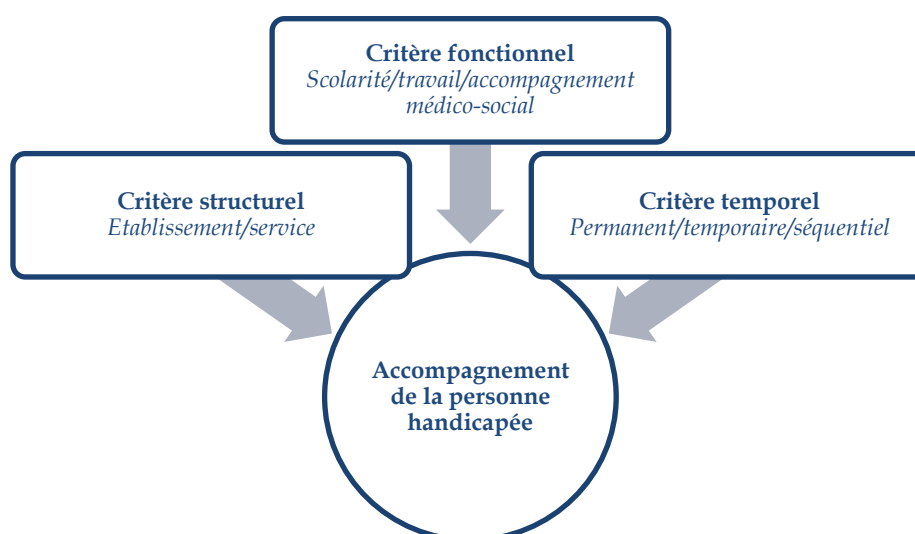 Critère fonctionnel
Scolarité/travail/accompagnement
médico-social
Critère structurel
Etablissement/service
Critère temporel
Permanent/temporaire/séquentiel
Accompagnement
de la personne
handicapée